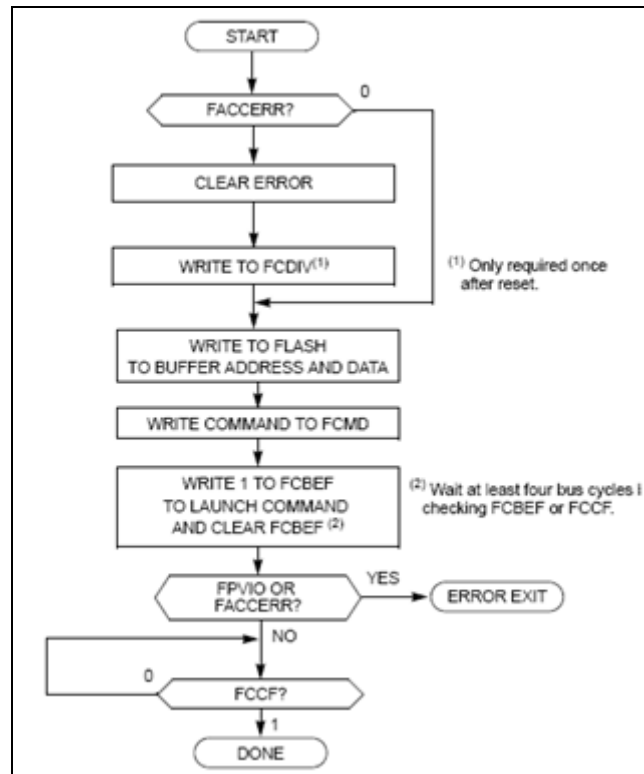 START
0
FACCERR?
CLEAR ERROR
WRITE TO FCDIV(1)
(1) Only required once
after reset.
WRITE TO FLASH
TO BUFFER ADDRESS AND DATA
WRITE COMMAND TO FCMD
WRITE 1 TO FCBEF
TO LAUNCH COMMAND
AND CLEAR FCBEF (2)
(2) Wait at least four bus cycles
checking FCBEF or FCCF.
FPVIO OR
FACCERR?
YES
ERROR EXIT
NO
0
FCCF?
1
DONE